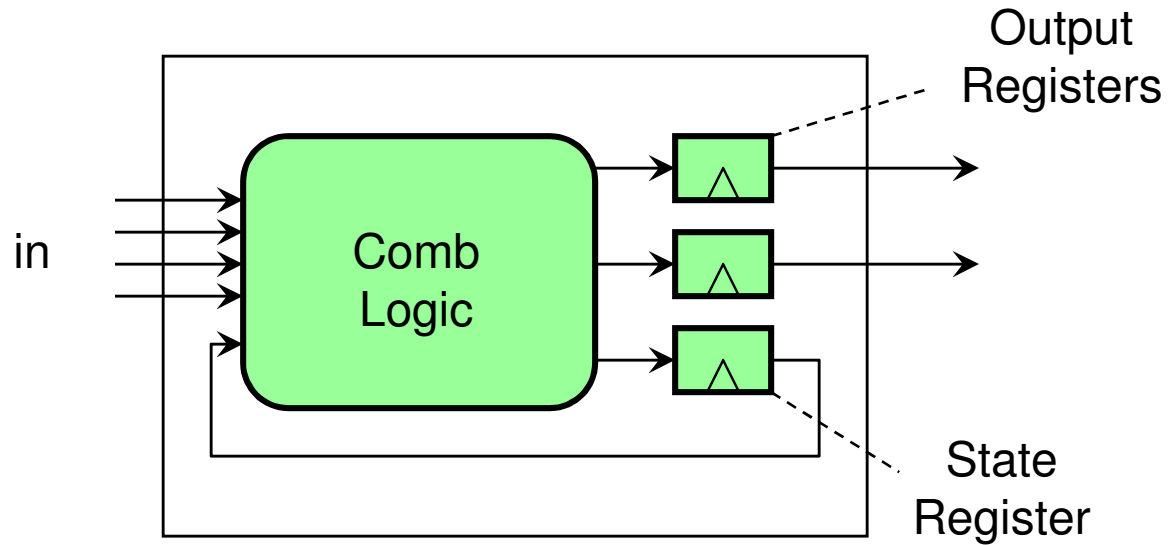 Output
Registers
in
Comb
Logic
State
Register